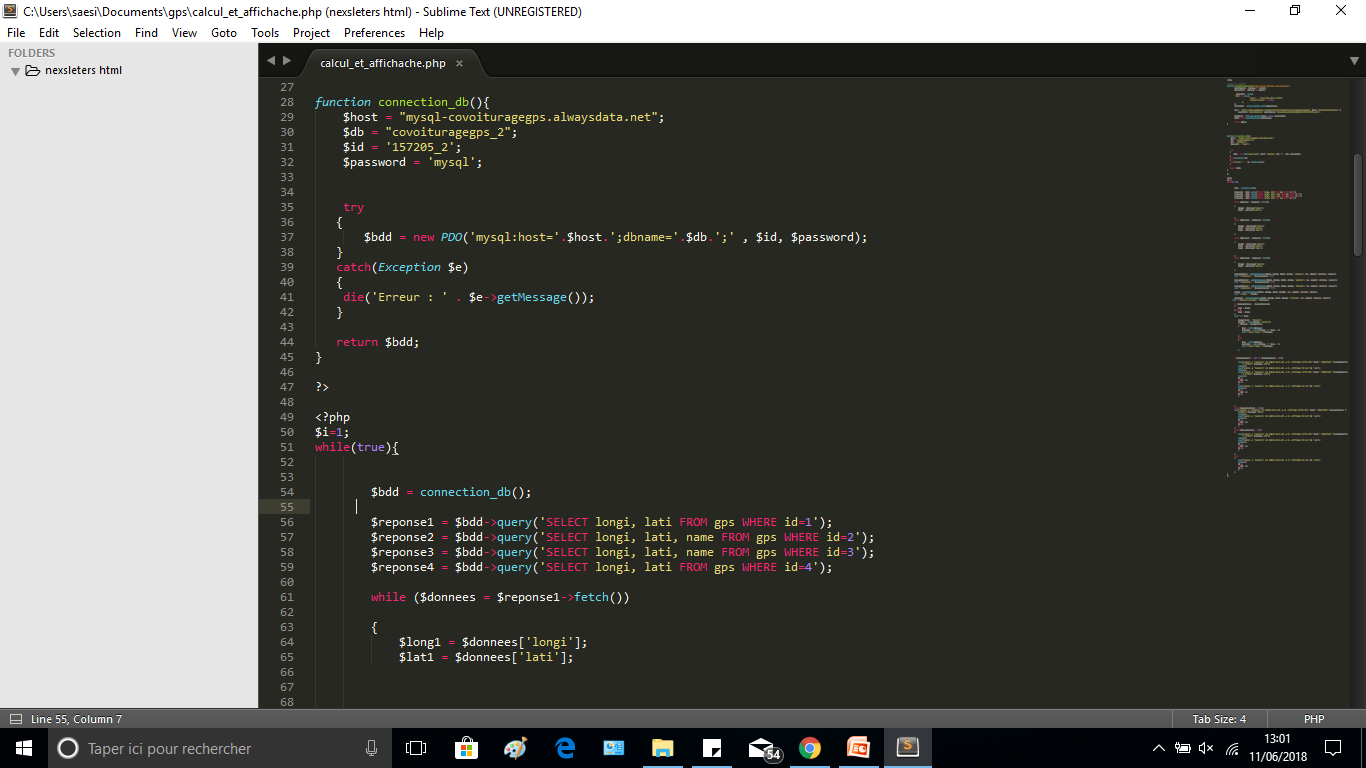 C:\Users\saesi\Documents\gps\calcul_et_affichache.php (nexsleters html) - Sublime Text (UNREGISTERED)
File Edit Selection Find View Goto Tools Project Preferences Help
FOLDERS
nexsleters html
calcul_et_affichache.php ×
27
28 function connection_db(){
29 $host = "mysql-covoituragegps.alwaysdata.net";
30 $db = "covoituragegps_2";
31 $id = '157205_2';
32 $password = 'mysql';
33
34
35 try
36 {
37 $bdd = new PDO('mysql:host='.$host.';dbname='.$db.';' , $id, $password);
38 }
39 catch(Exception $e)
40 {
41 die('Erreur : ' . $e->getMessage());
42 }
43
44 return $bdd;
45 }
46
47 ?>
48
49 <?php
50 $i=1;
51 while(true){
52
53
54 $bdd = connection_db();
55
56 $reponse1 = $bdd->query('SELECT longi, lati FROM gps WHERE id=1');
57 $reponse2 = $bdd->query('SELECT longi, lati, name FROM gps WHERE id=2');
58 $reponse3 = $bdd->query('SELECT longi, lati, name FROM gps WHERE id=3');
59 $reponse4 = $bdd->query('SELECT longi, lati FROM gps WHERE id=4');
60
61 while ($donnees = $reponse1->fetch())
62
63 {
64 $long1 = $donnees['longi'];
65 $lat1 = $donnees['lati'];
66
67
68
Line 55, Column 7 Tab Size: 4 PHP
Taper ici pour rechercher
54
13:01
11/06/2018